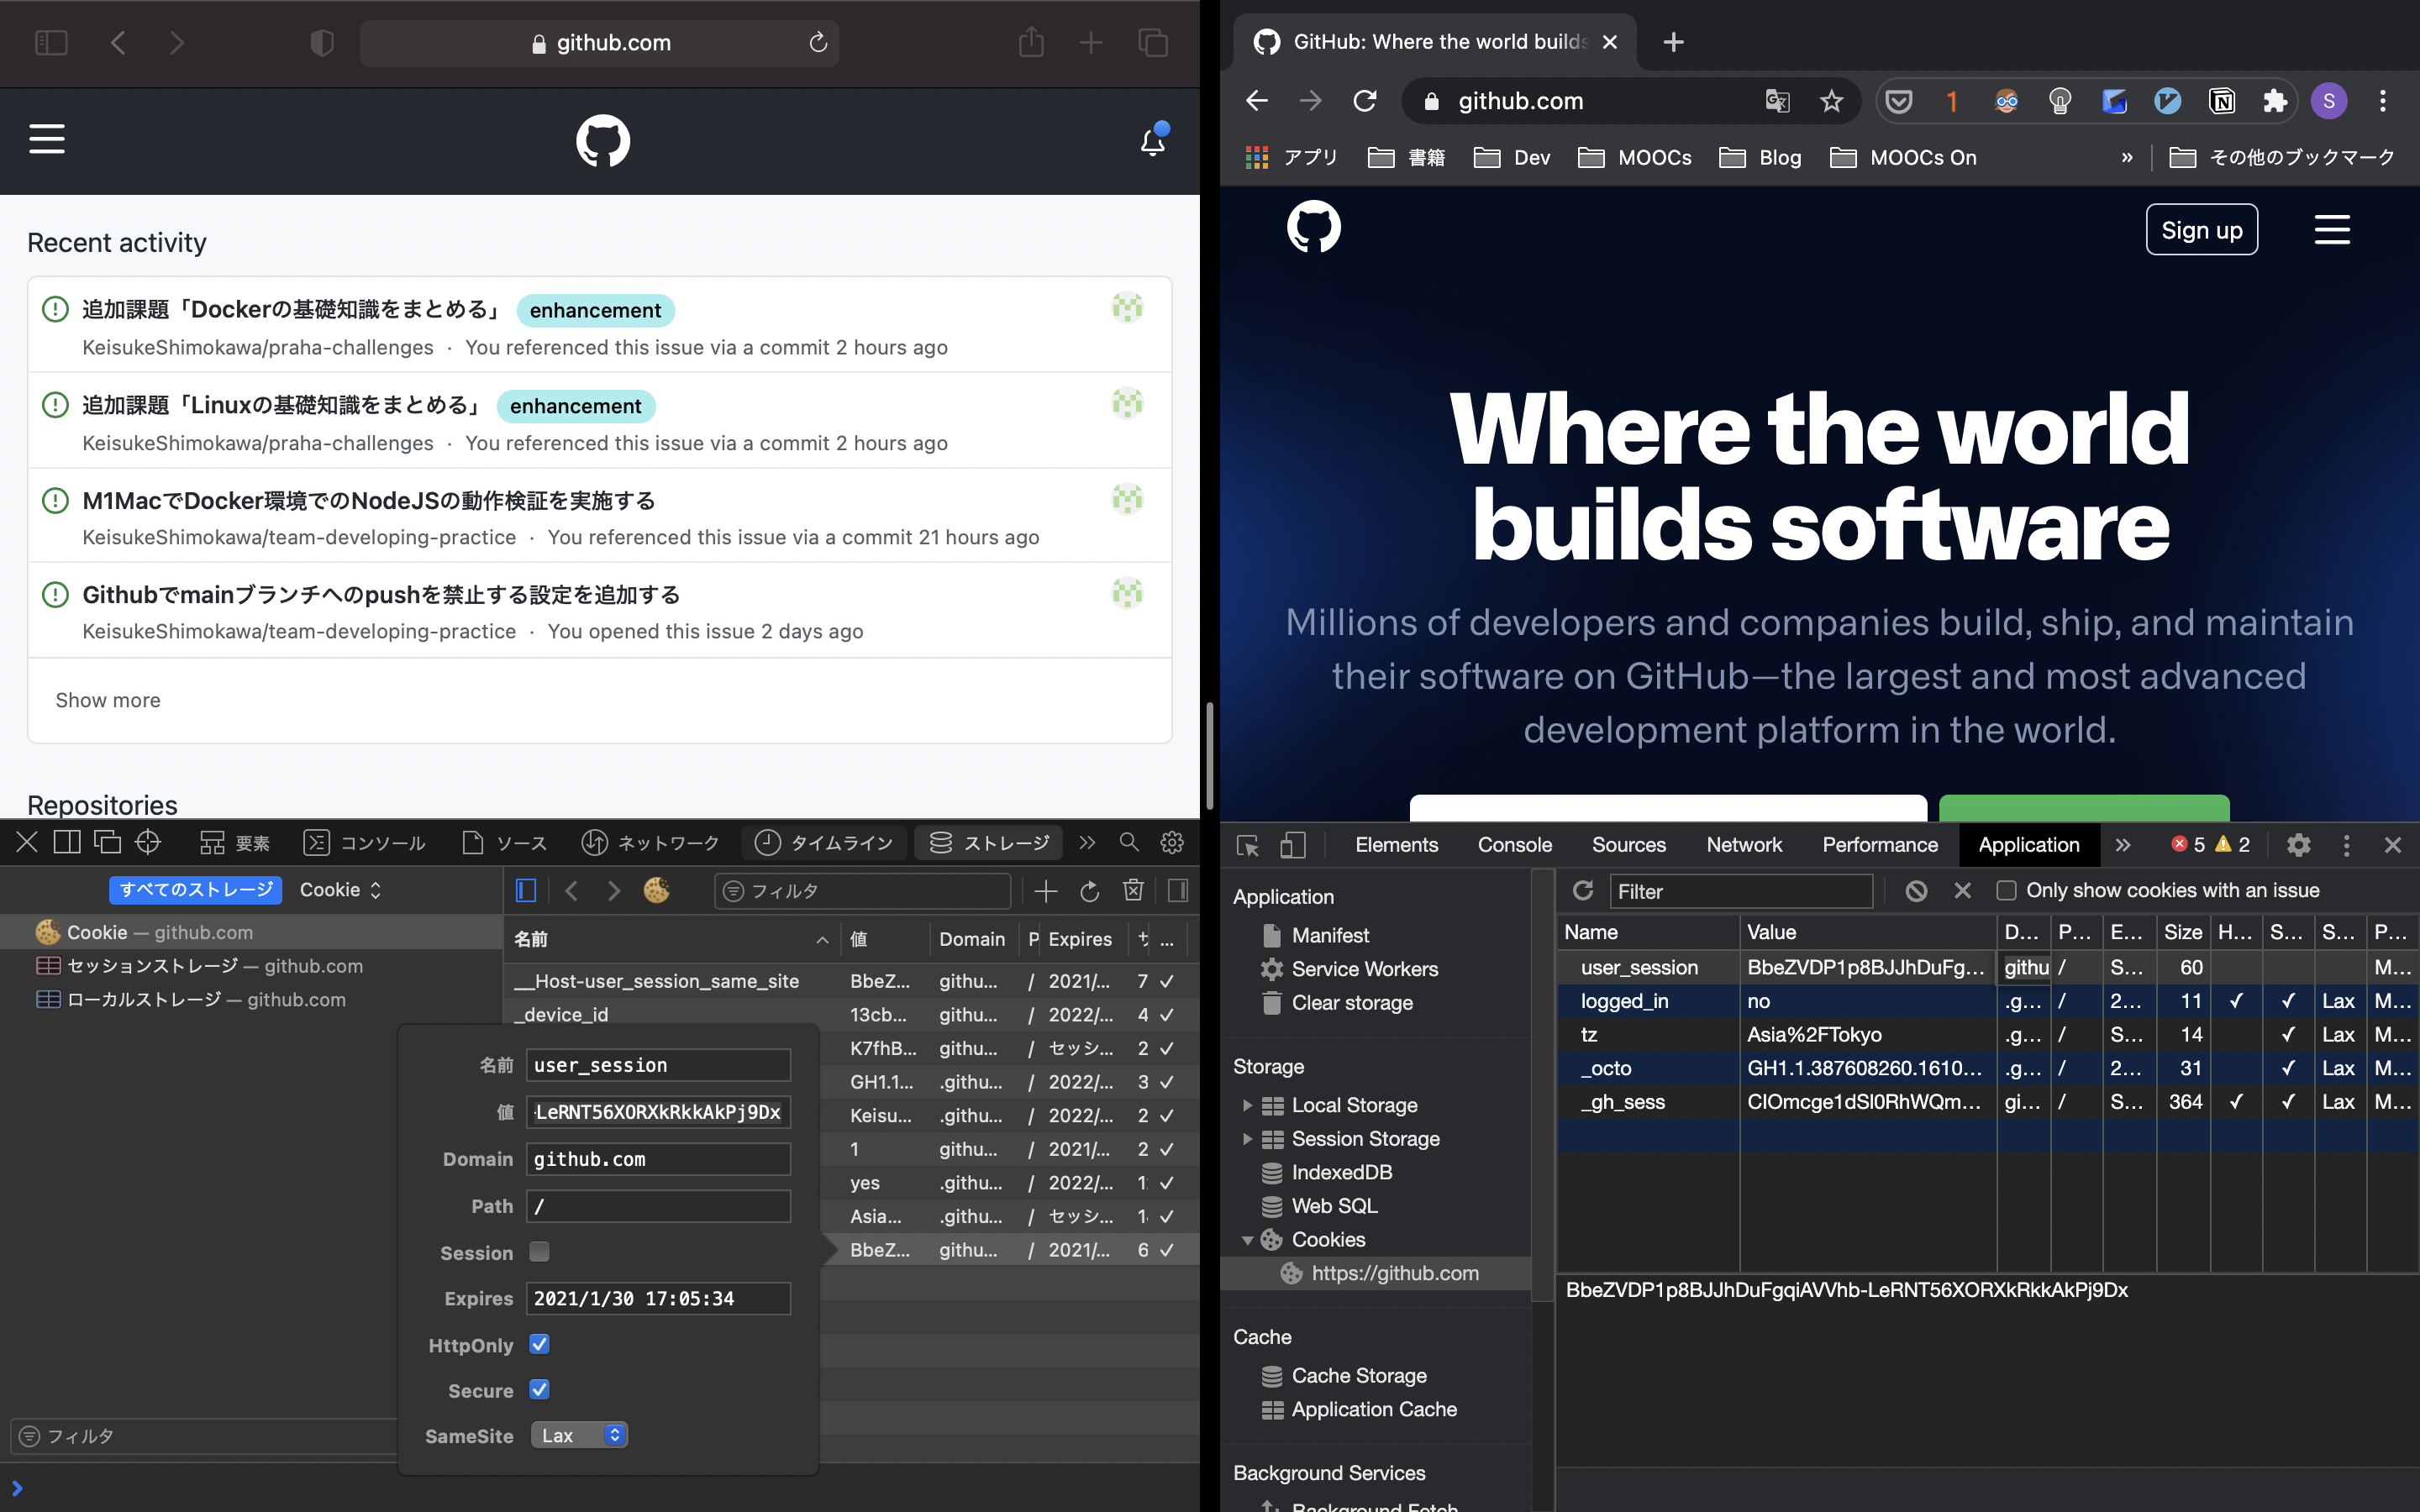 github.com
Recent activity
追加課題「Dockerの基礎知識をまとめる」 enhancement
KeisukeShimokawa/praha-challenges · You referenced this issue via a commit 2 hours ago
追加課題「Linuxの基礎知識をまとめる」 enhancement
KeisukeShimokawa/praha-challenges · You referenced this issue via a commit 2 hours ago
M1MacでDocker環境でのNodeJSの動作検証を実施する
KeisukeShimokawa/team-developing-practice · You referenced this issue via a commit 21 hours ago
Githubでmainブランチへのpushを禁止する設定を追加する
KeisukeShimokawa/team-developing-practice · You opened this issue 2 days ago
Show more
Repositories
要素 コンソール ソース ネットワーク タイムライン ストレージ
すべてのストレージ Cookie フィルタ
Cookie — github.com
セッションストレージ — github.com
ローカルストレージ — github.com
名前 値 Domain P Expires サ ...
__Host-user_session_same_site BbeZ... githu... / 2021/... 7 ✓
_device_id 13cb... githu... / 2022/... 4 ✓
K7fhB... githu... / セッシ... 2 ✓
GH1.1... .githu... / 2022/... 3 ✓
Keisu... .githu... / 2022/... 2 ✓
1 githu... / 2021/... 2 ✓
yes .githu... / 2022/... 1 ✓
Asia... .githu... / セッシ... 1 ✓
BbeZ... githu... / 2021/... 6 ✓
名前 user_session
値 -LeRNT56XORXkRkkAkPj9Dx
Domain github.com
Path /
Session
Expires 2021/1/30 17:05:34
HttpOnly
Secure
SameSite Lax
フィルタ
GitHub: Where the world builds
github.com
S
アプリ 書籍 Dev MOOCs Blog MOOCs On » その他のブックマーク
Sign up
Where the world
builds software
Millions of developers and companies build, ship, and maintain
their software on GitHub—the largest and most advanced
development platform in the world.
Elements Console Sources Network Performance Application » 5 2
Application
Manifest
Service Workers
Clear storage
Storage
Local Storage
Session Storage
IndexedDB
Web SQL
Cookies
https://github.com
Cache
Cache Storage
Application Cache
Background Services
Background Fetch
Filter Only show cookies with an issue
Name Value D... P... E... Size H... S... S... P...
user_session BbeZVDP1p8BJJhDuFg... githu / S... 60 M...
logged_in no .g... / 2... 11 ✓ ✓ Lax M...
tz Asia%2FTokyo .g... / S... 14 ✓ Lax M...
_octo GH1.1.387608260.1610... .g... / 2... 31 ✓ Lax M...
_gh_sess ClOmcge1dSl0RhWQm... gi... / S... 364 ✓ ✓ Lax M...
BbeZVDP1p8BJJhDuFgqiAVVhb-LeRNT56XORXkRkkAkPj9Dx